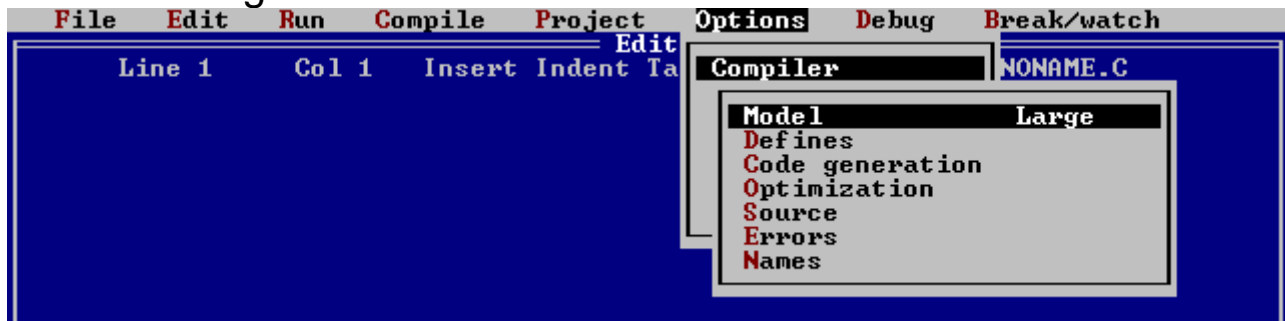 File Edit Run Compile Project Options Debug Break/watch
Edit
Line 1 Col 1 Insert Indent Ta NONAME.C
Compiler
Model Large
Defines
Code generation
Optimization
Source
Errors
Names